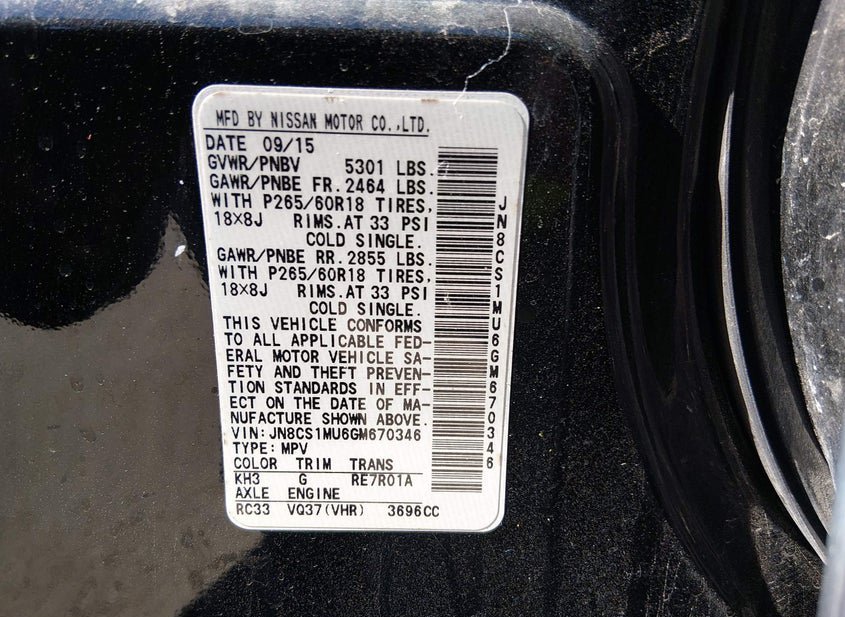 MFD BY NISSAN MOTOR CO.,LTD.
DATE 09/15
GVWR/PNBV 5301 LBS.
GAWR/PNBE FR.2464 LBS.
WITH P265/60R18 TIRES,
18×8J RIMS.AT 33 PSI
COLD SINGLE.
GAWR/PNBE RR.2855 LBS.
WITH P265/60R18 TIRES,
18×8J RIMS.AT 33 PSI
COLD SINGLE.
THIS VEHICLE CONFORMS
TO ALL APPLICABLE FED-
ERAL MOTOR VEHICLE SA-
FETY AND THEFT PREVEN-
TION STANDARDS IN EFF-
ECT ON THE DATE OF MA-
NUFACTURE SHOWN ABOVE.
VIN:JN8CS1MU6GM670346
TYPE:MPV
COLOR TRIM TRANS
KH3 G RE7R01A
AXLE ENGINE
RC33 VQ37(VHR) 3696CC
JN8CS1MU6GM670346